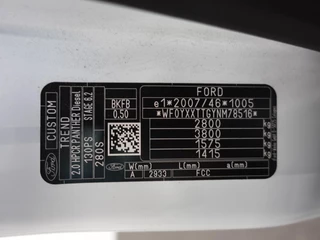 FORD
e1*2007/46*1005
*WF0YXXTTGYNM78516*
2800
3800
1575
1415
BKFB
0.50
W(mm) L(mm) (a)
A 2933 FCC
CUSTOM
TREND
2.0 HPCR PANTHER Diesel
STAGE 6.2
130PS
280S
Ford